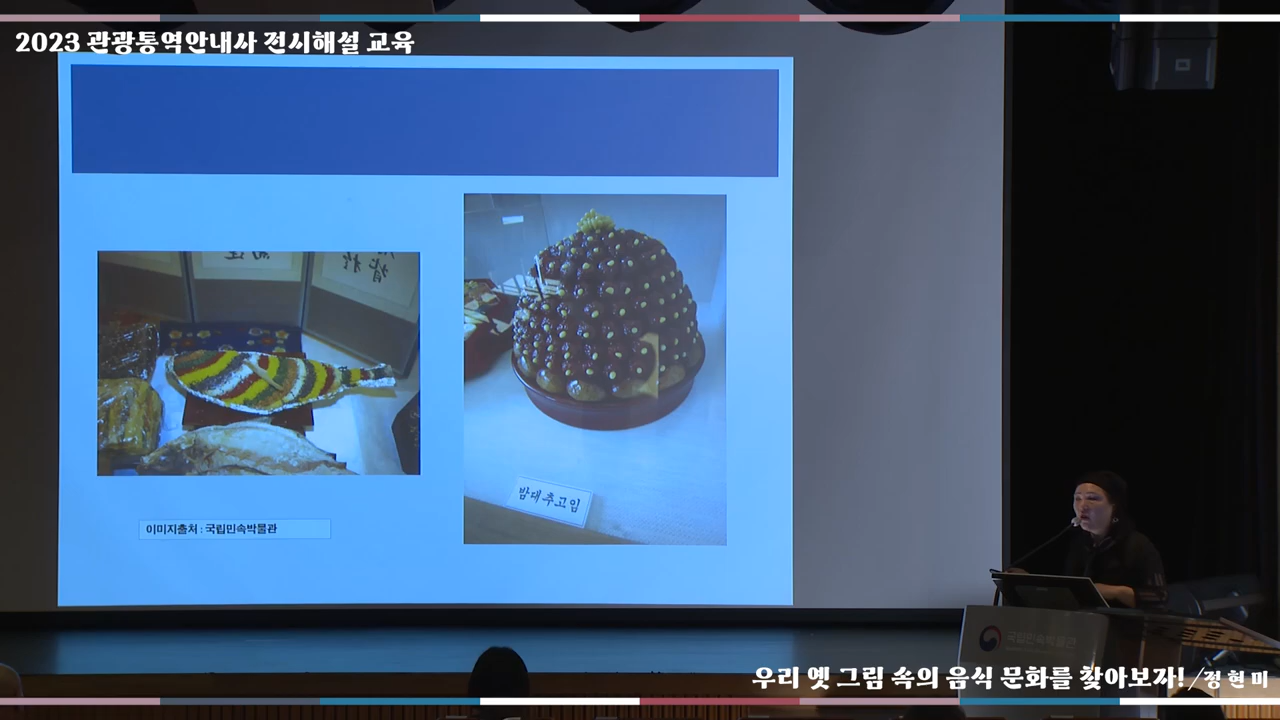 2023 관광통역안내사 전시해설 교육
밤대추고임
이미지출처 : 국립민속박물관
국립민속박물관
우리 옛 그림 속의 음식 문화를 찾아보자! /정현미